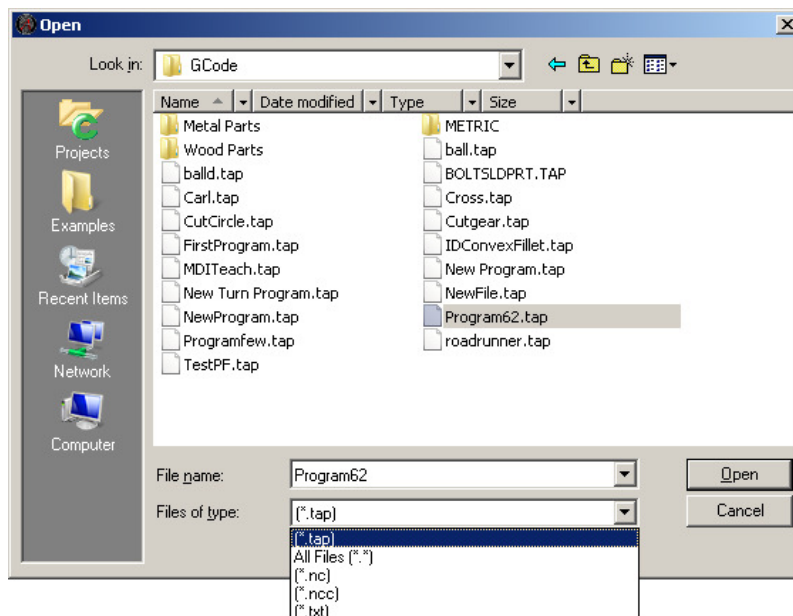 Open
Look in: GCode
Name Date modified Type Size
Metal Parts METRIC
Wood Parts ball.tap
balld.tap BOLTSLDPRT.TAP
Carl.tap Cross.tap
CutCircle.tap Cutgear.tap
FirstProgram.tap IDConvexFillet.tap
MDITeach.tap New Program.tap
New Turn Program.tap NewFile.tap
NewProgram.tap Program62.tap
Programfew.tap roadrunner.tap
TestPF.tap
Projects
Examples
Recent Items
Network
Computer
File name: Program62 Open
Files of type: (*.tap) Cancel
(*.tap)
All Files (*.*)
(*.nc)
(*.ncc)
(*.txt)